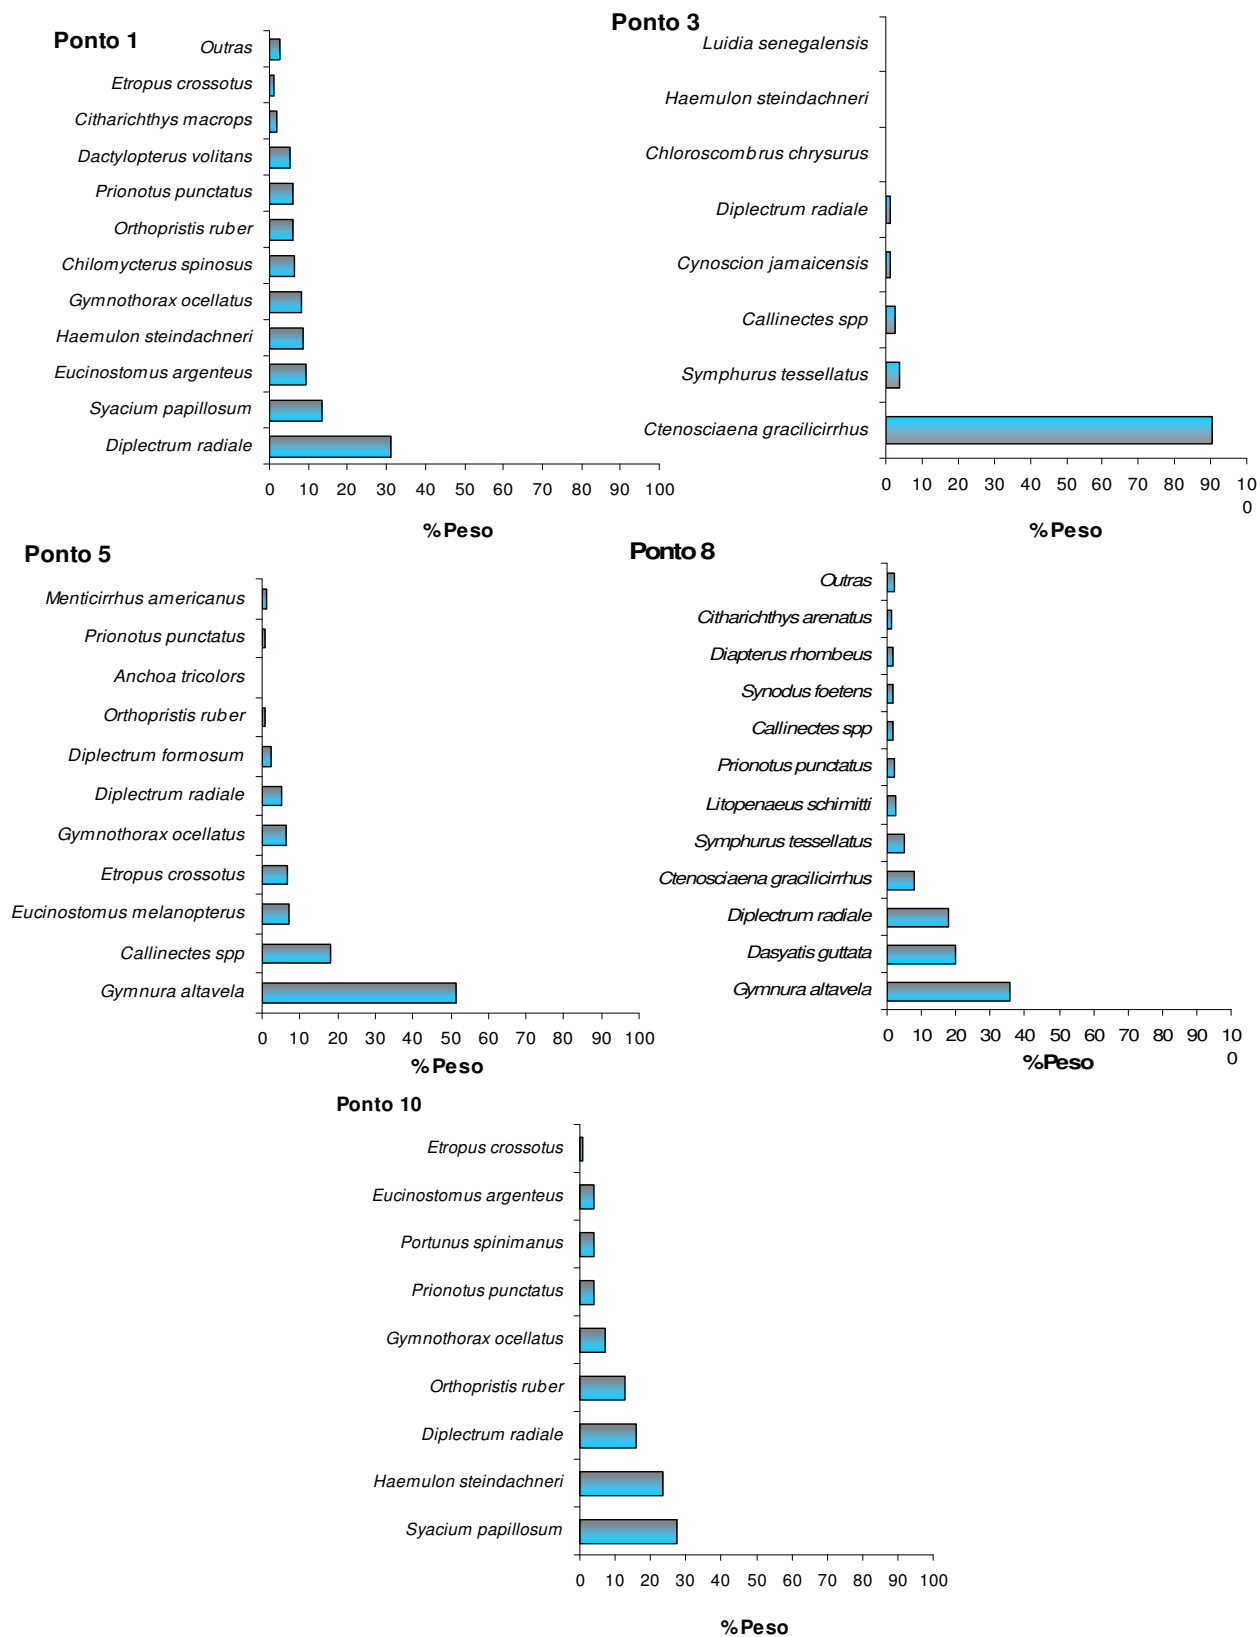 Ponto 1
Outras
Etropus crossotus
Citharichthys macrops
Dactylopterus volitans
Prionotus punctatus
Orthopristis ruber
Chilomycterus spinosus
Gymnothorax ocellatus
Haemulon steindachneri
Eucinostomus argenteus
Syacium papillosum
Diplectrum radiale
0 10 20 30 40 50 60 70 80 90 100
%Peso
Ponto 3
Luidia senegalensis
Haemulon steindachneri
Chloroscombrus chrysurus
Diplectrum radiale
Cynoscion jamaicensis
Callinectes spp
Symphurus tessellatus
Ctenosciaena gracilicirrhus
0 10 20 30 40 50 60 70 80 90 10
0
%Peso
Ponto 5
Menticirrhus americanus
Prionotus punctatus
Anchoa tricolors
Orthopristis ruber
Diplectrum formosum
Diplectrum radiale
Gymnothorax ocellatus
Etropus crossotus
Eucinostomus melanopterus
Callinectes spp
Gymnura altavela
0 10 20 30 40 50 60 70 80 90 100
%Peso
Ponto 8
Outras
Citharichthys arenatus
Diapterus rhombeus
Synodus foetens
Callinectes spp
Prionotus punctatus
Litopenaeus schimitti
Symphurus tessellatus
Ctenosciaena gracilicirrhus
Diplectrum radiale
Dasyatis guttata
Gymnura altavela
0 10 20 30 40 50 60 70 80 90 10
0
%Peso
Ponto 10
Etropus crossotus
Eucinostomus argenteus
Portunus spinimanus
Prionotus punctatus
Gymnothorax ocellatus
Orthopristis ruber
Diplectrum radiale
Haemulon steindachneri
Syacium papillosum
0 10 20 30 40 50 60 70 80 90 100
%Peso